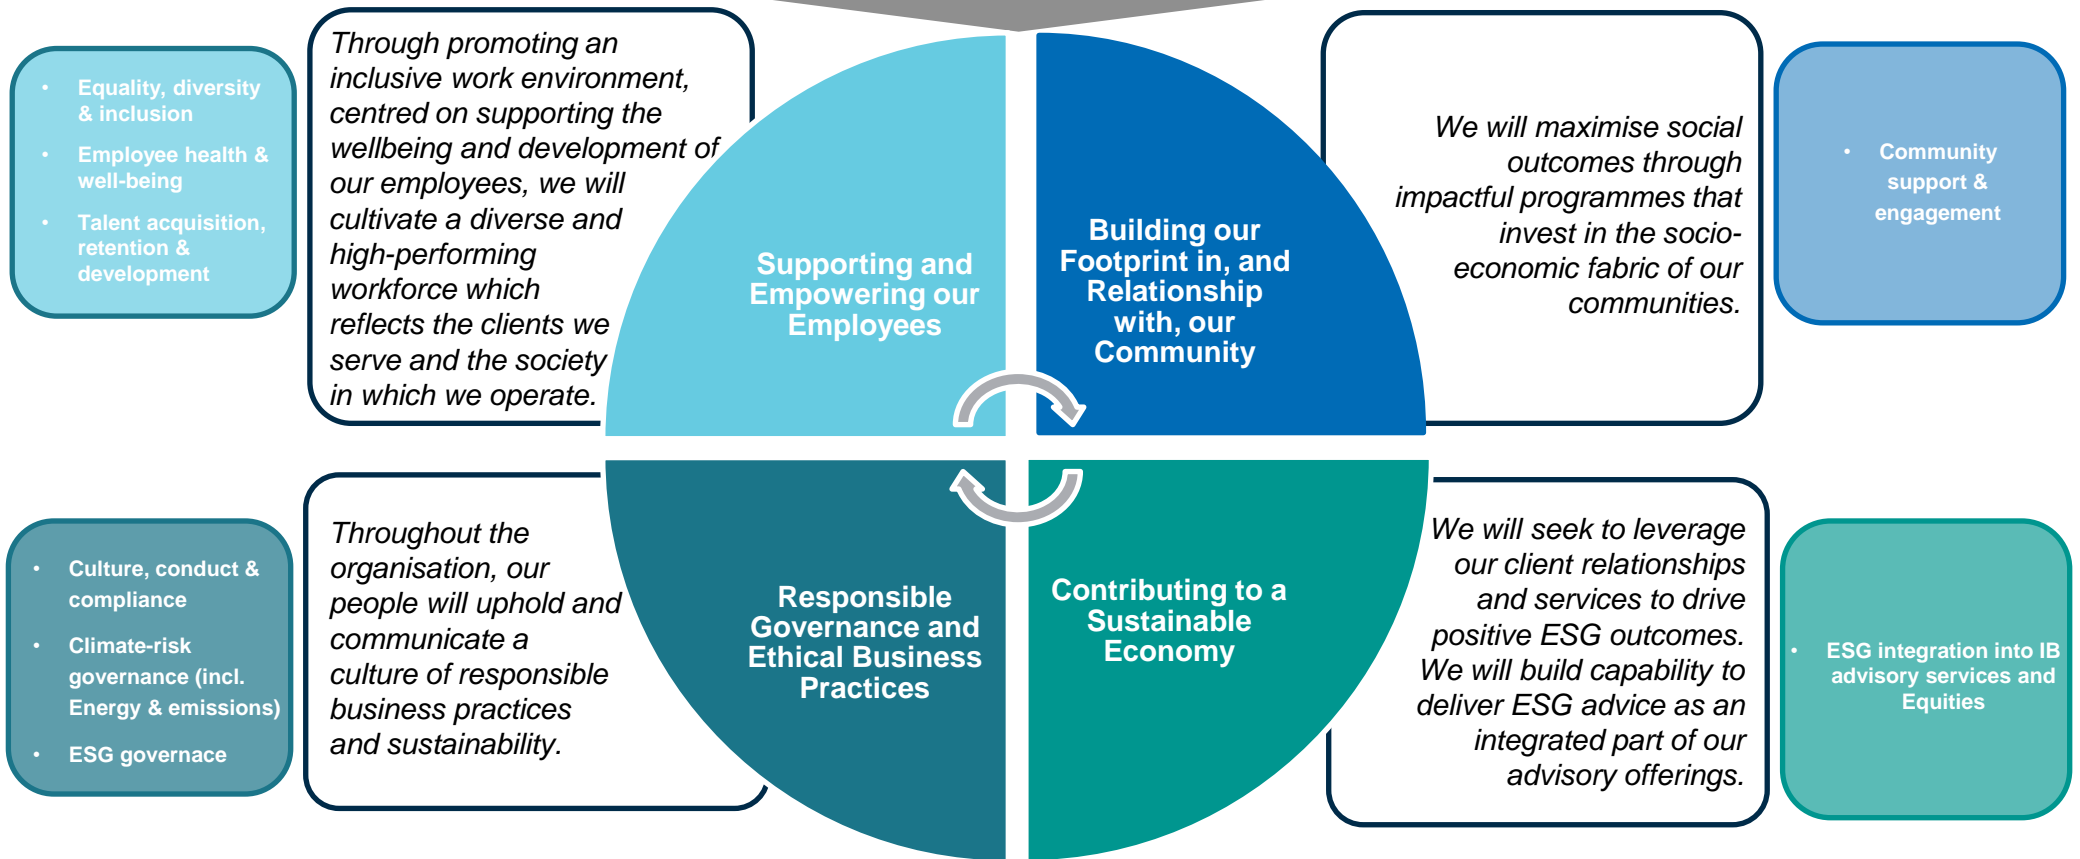 • Equality, diversity
& inclusion
• Employee health &
well-being
• Talent acquisition,
retention &
development
Through promoting an
inclusive work environment,
centred on supporting the
wellbeing and development of
our employees, we will
cultivate a diverse and
high-performing
workforce which
reflects the clients we
serve and the society
in which we operate.
Supporting and
Empowering our
Employees
Building our
Footprint in, and
Relationship
with, our
Community
We will maximise social
outcomes through
impactful programmes that
invest in the socio-
economic fabric of our
communities.
• Community
support &
engagement
• Culture, conduct &
compliance
• Climate-risk
governance (incl.
Energy & emissions)
• ESG governace
Throughout the
organisation, our
people will uphold and
communicate a
culture of responsible
business practices
and sustainability.
Responsible
Governance and
Ethical Business
Practices
Contributing to a
Sustainable
Economy
We will seek to leverage
our client relationships
and services to drive
positive ESG outcomes.
We will build capability to
deliver ESG advice as an
integrated part of our
advisory offerings.
• ESG integration into IB
advisory services and
Equities